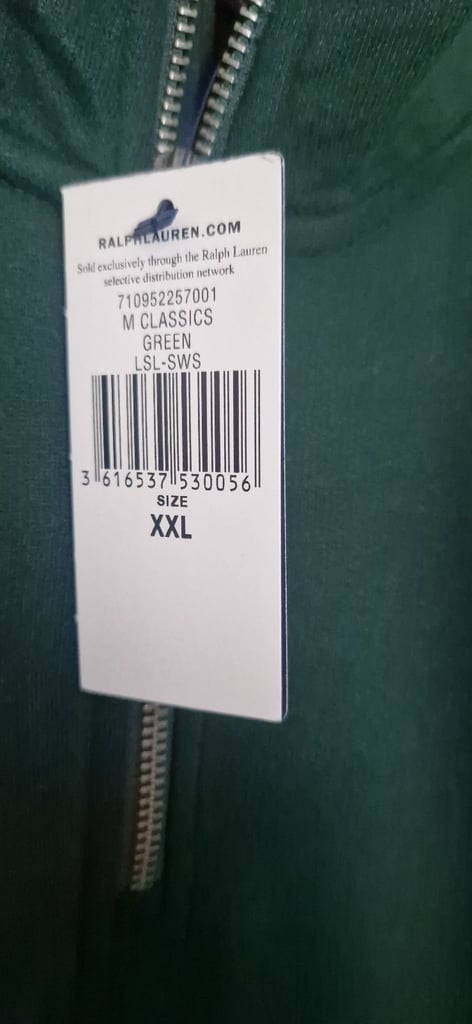 RALPHLAUREN.COM
Sold exclusively through the Ralph Lauren
selective distribution network
710952257001
M CLASSICS
GREEN
LSL-SWS
3 616537 530056
SIZE
XXL